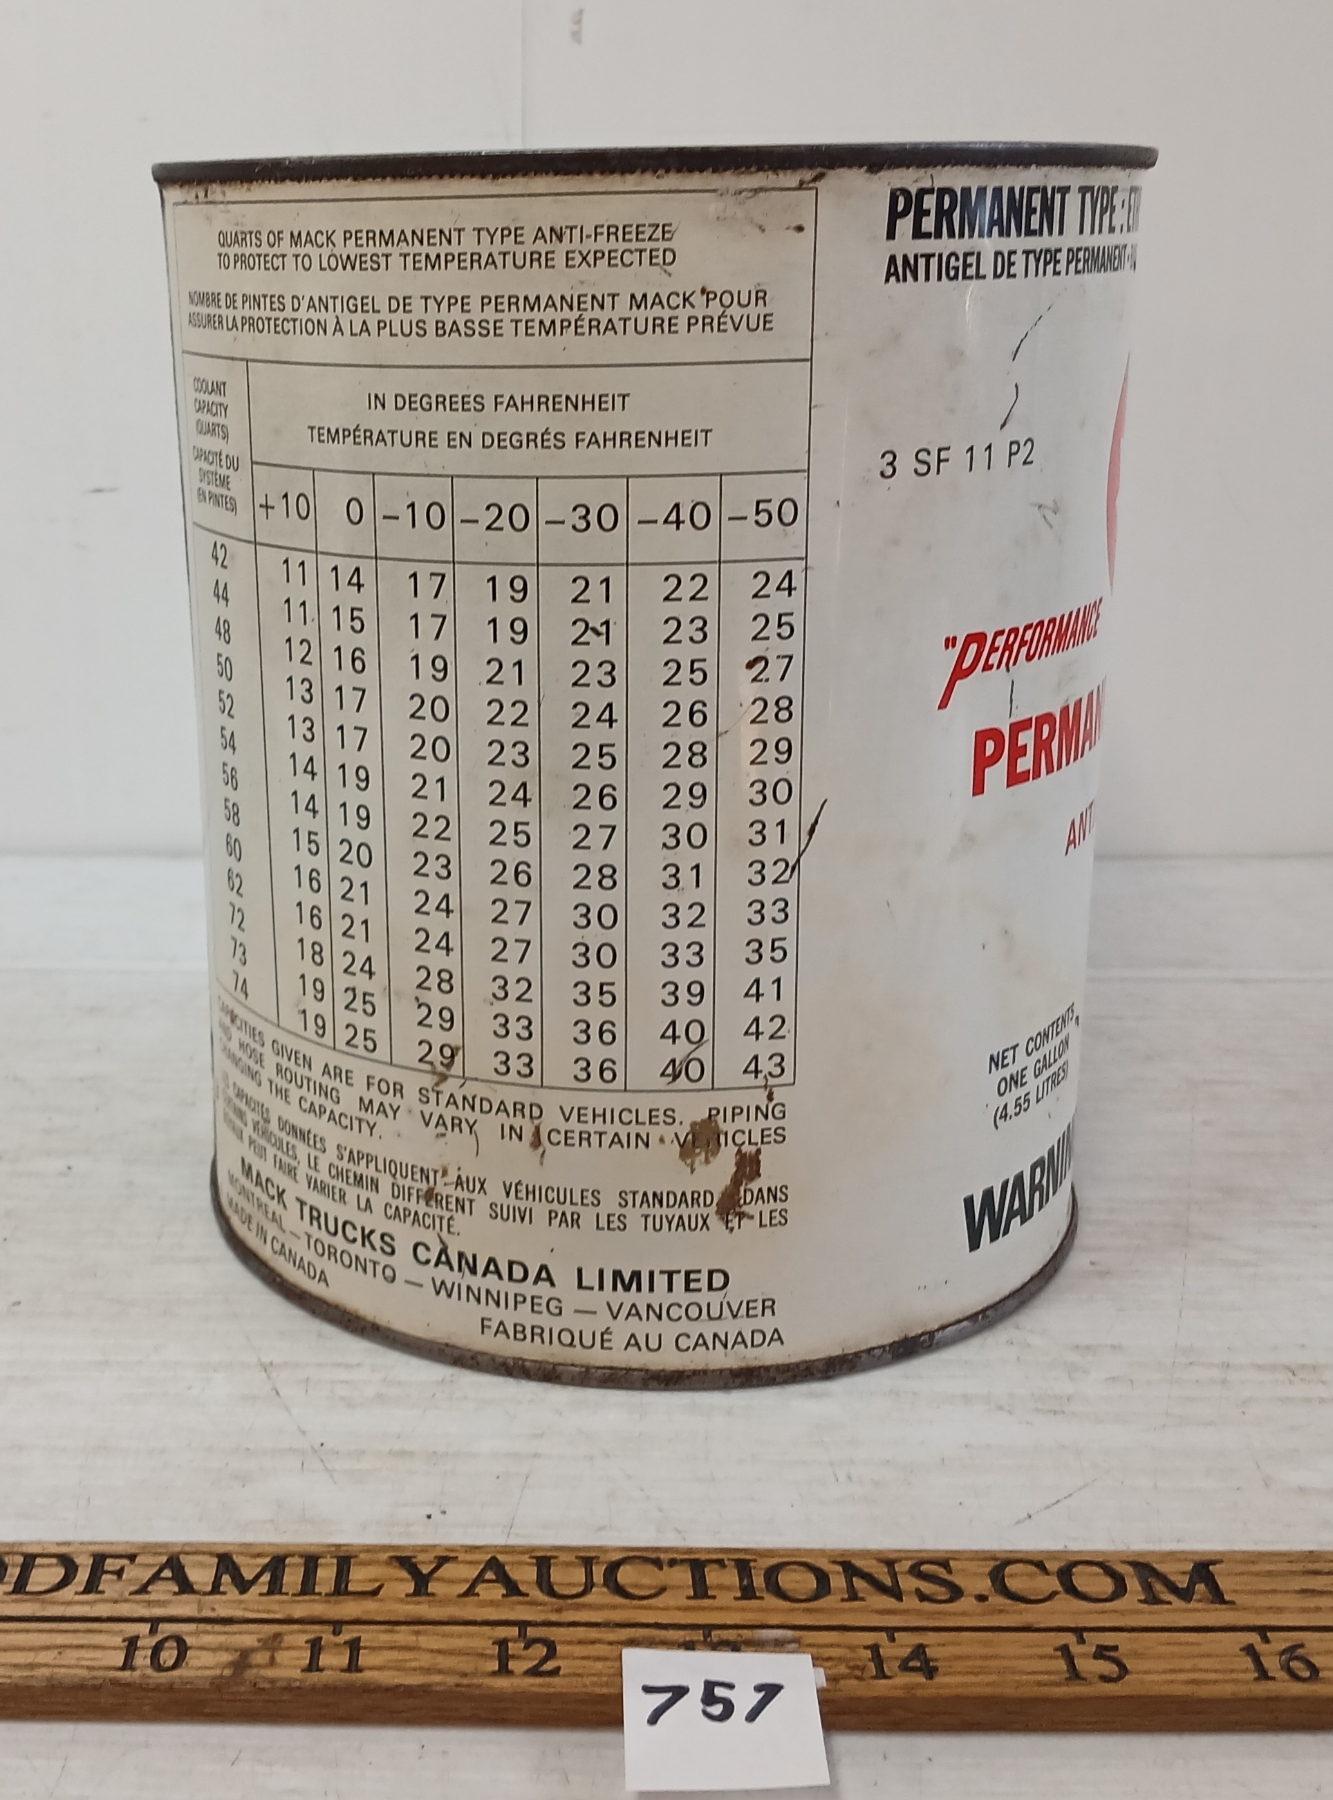 QUARTS OF MACK PERMANENT TYPE ANTI-FREEZE
TO PROTECT TO LOWEST TEMPERATURE EXPECTED
NOMBRE DE PINTES D'ANTIGEL DE TYPE PERMANENT MACK POUR
ASSURER LA PROTECTION À LA PLUS BASSE TEMPÉRATURE PRÉVUE
COOLANT
CAPACITY
(QUARTS)
CAPACITÉ DU
SYSTÈME
(EN PINTES)
IN DEGREES FAHRENHEIT
TEMPÉRATURE EN DEGRÉS FAHRENHEIT
+10 0 -10 -20 -30 -40 -50
42 11 14 17 19 21 22 24
44 11 15 17 19 21 23 25
48 12 16 19 21 23 25 27
50 13 17 20 22 24 26 28
52 13 17 20 23 25 28 29
54 14 19 21 24 26 29 30
56 14 19 22 25 27 30 31
58 15 20 23 26 28 31 32
60 16 21 24 27 30 32 33
62 16 21 24 27 30 33 35
72 18 24 28 32 35 39 41
73 19 25 29 33 36 40 42
74 19 25 29 33 36 40 43
CAPACITIES GIVEN ARE FOR STANDARD VEHICLES. PIPING
AND HOSE ROUTING MAY VARY IN CERTAIN VEHICLES
CHANGING THE CAPACITY.
CAPACITÉS DONNÉES S'APPLIQUENT AUX VÉHICULES STANDARD DANS
CERTAINS VÉHICULES, LE CHEMIN DIFFÉRENT SUIVI PAR LES TUYAUX ET LES
PEUT FAIRE VARIER LA CAPACITÉ.
MACK TRUCKS CANADA LIMITED
MONTREAL — TORONTO — WINNIPEG — VANCOUVER
MADE IN CANADA FABRIQUÉ AU CANADA
PERMANENT TYPE:
ANTIGEL DE TYPE PERMANENT
3 SF 11 P2
"PERFORMANCE
PERMAN
ANT
NET CONTENTS
ONE GALLON
(4.55 LITRES)
WARNIN
DFAMILYAUCTIONS.COM
10 11 12 13 14 15 16
757